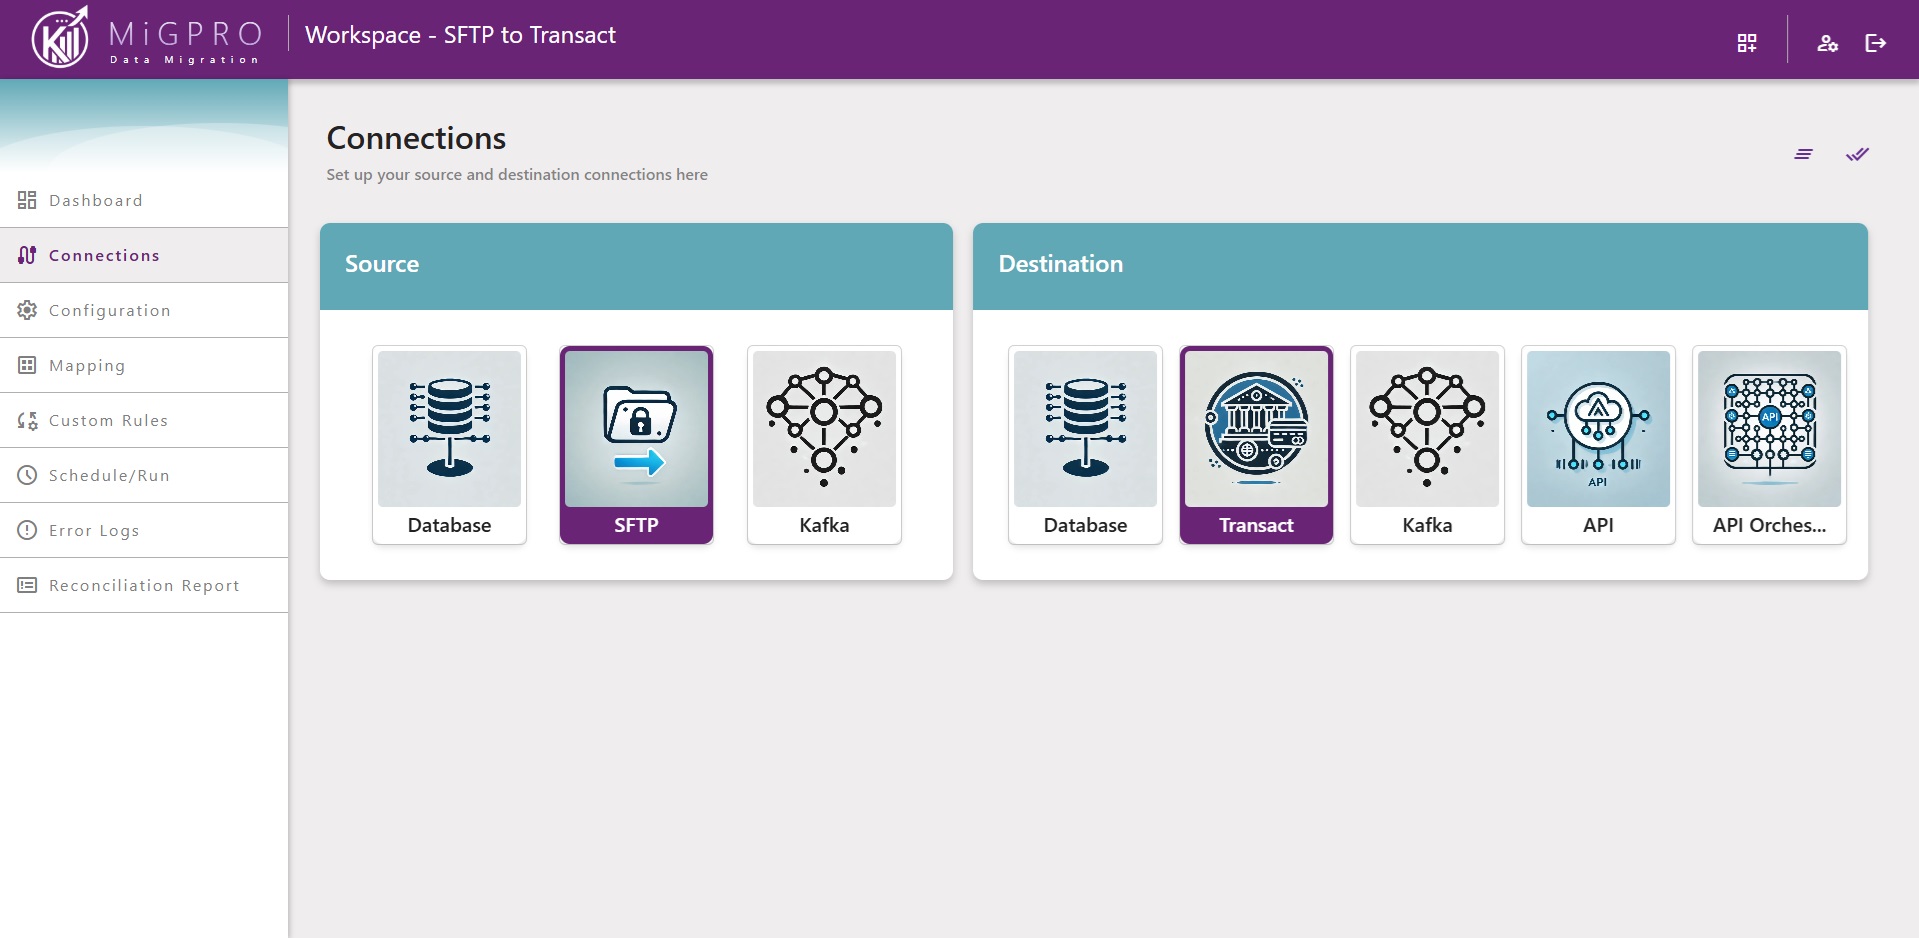 MiGPRO
Data Migration
Workspace - SFTP to Transact
Dashboard
Connections
Configuration
Mapping
Custom Rules
Schedule/Run
Error Logs
Reconciliation Report
Connections
Set up your source and destination connections here
Source
Database
SFTP
Kafka
Destination
Database
Transact
Kafka
API
API
API
API Orches...